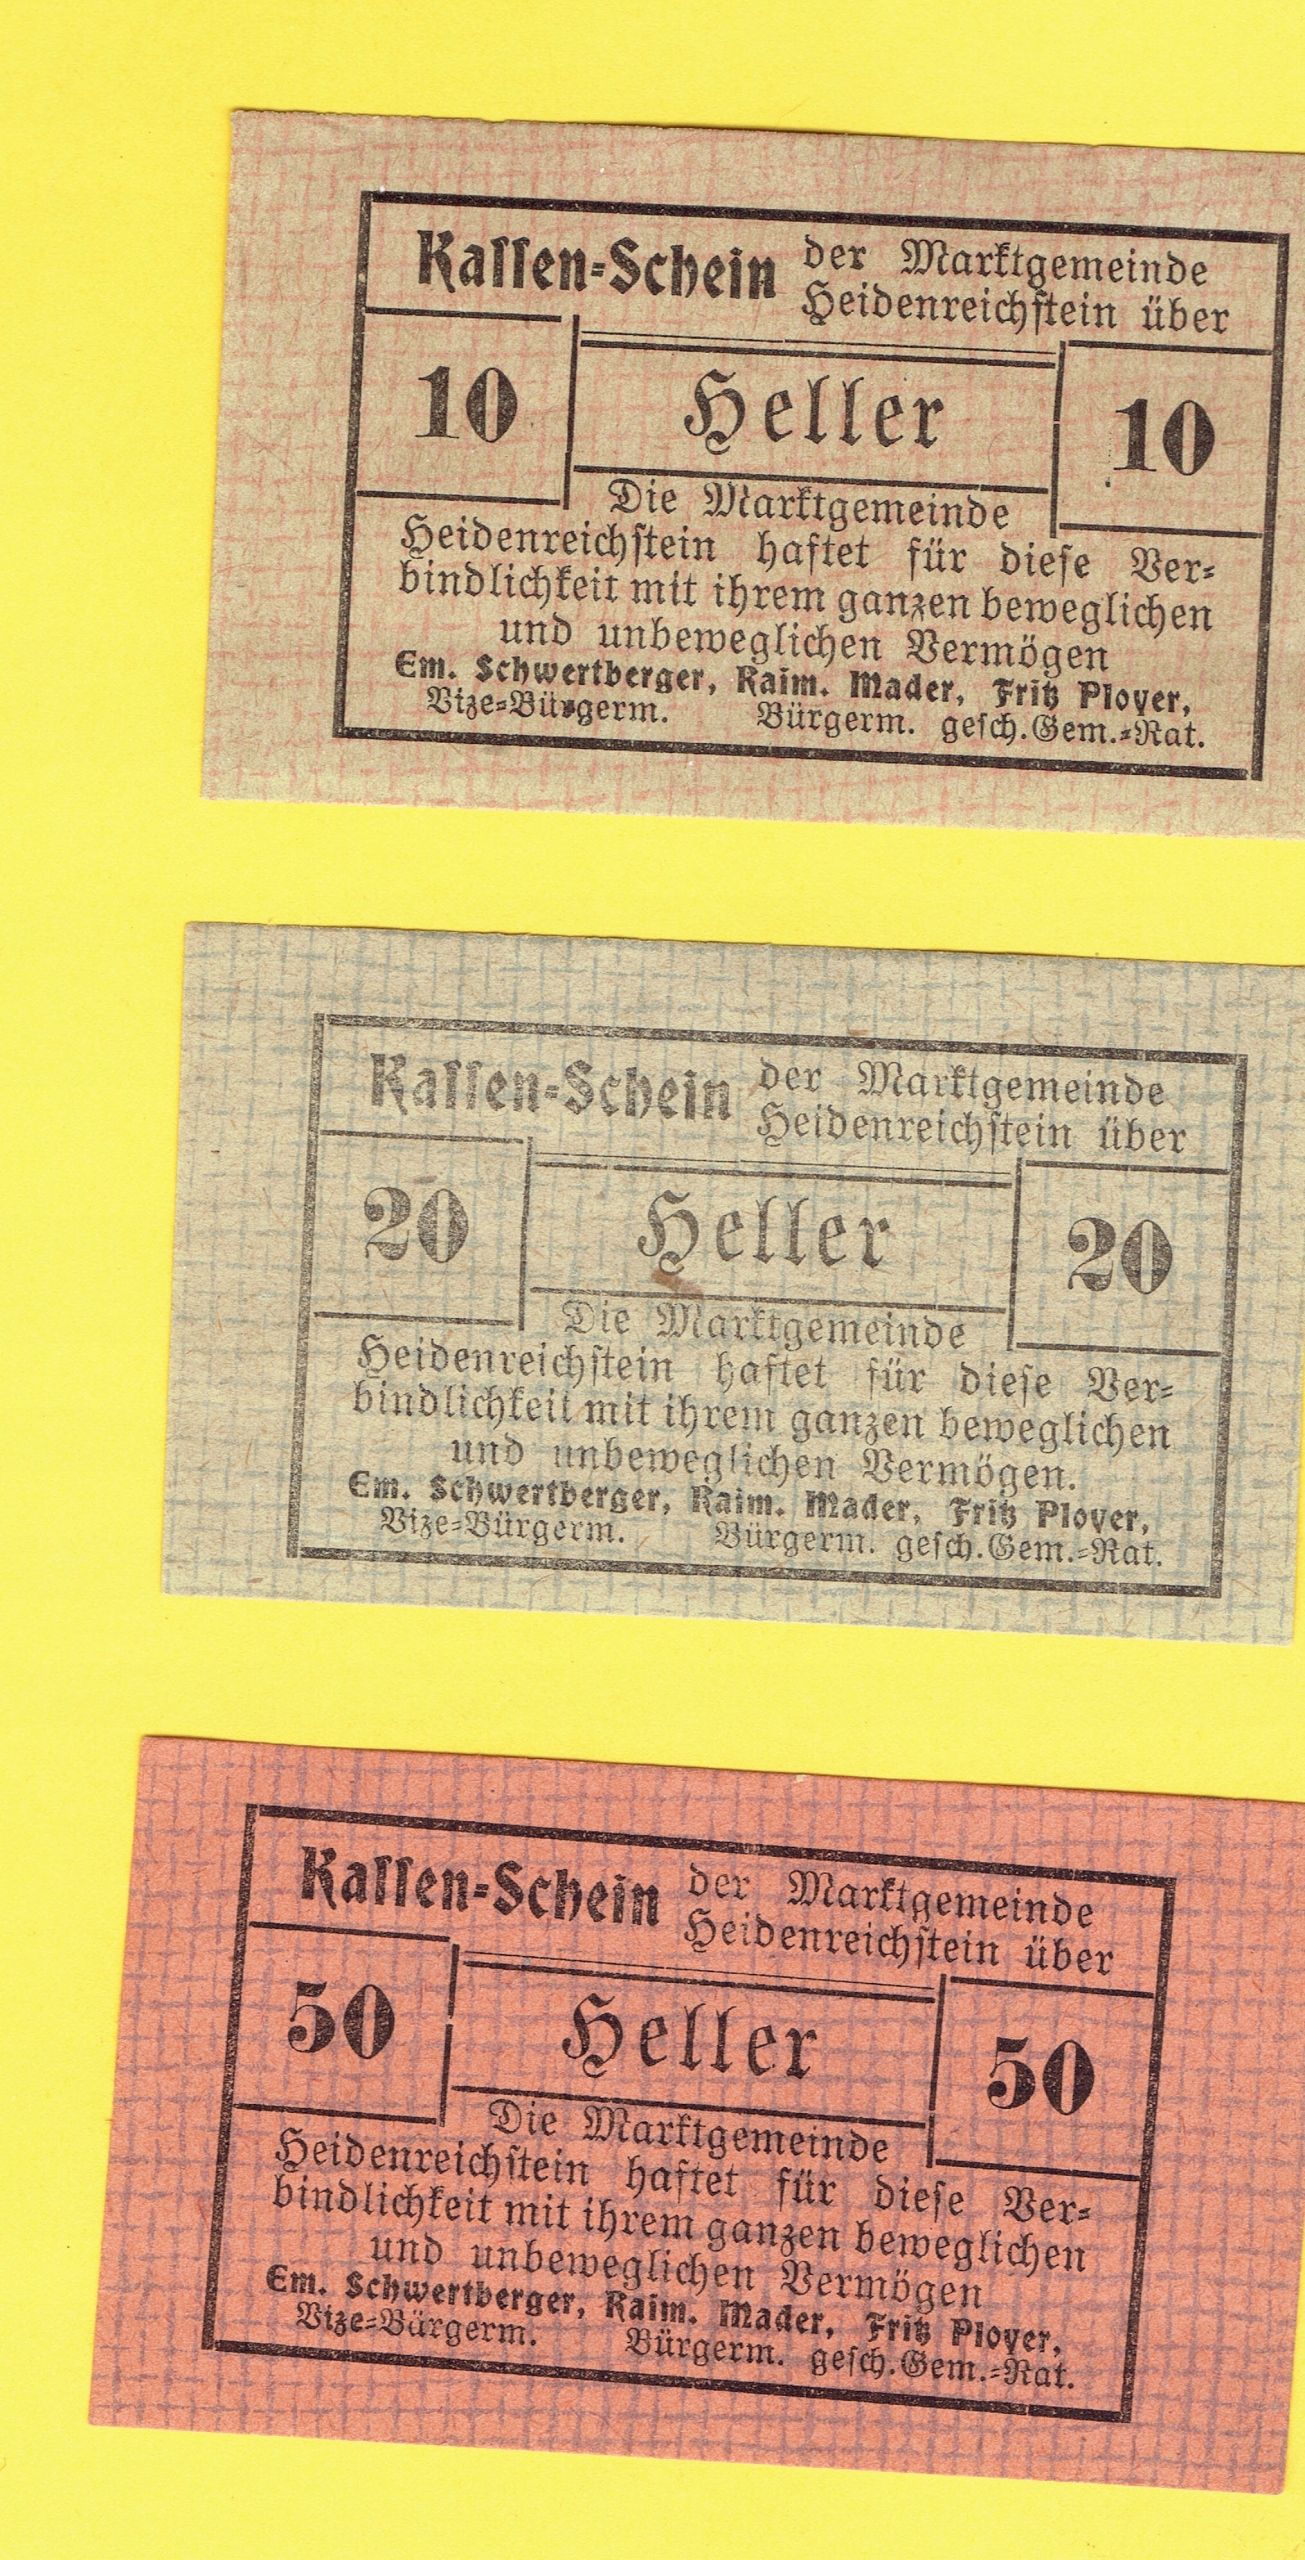 Kassen-Schein der Marktgemeinde
Heidenreichstein über
10 Heller 10
Die Marktgemeinde
Heidenreichstein haftet für diese Ver-
bindlichkeit mit ihrem ganzen beweglichen
und unbeweglichen Vermögen
Em. Schwertberger, Raim. Mader, Fritz Ployer,
Vize-Bürgerm. Bürgerm. gesch. Gem.-Rat.
Kassen-Schein der Marktgemeinde
Heidenreichstein über
20 Heller 20
Die Marktgemeinde
Heidenreichstein haftet für diese Ver-
bindlichkeit mit ihrem ganzen beweglichen
und unbeweglichen Vermögen.
Em. Schwertberger, Raim. Mader, Fritz Ployer,
Vize-Bürgerm. Bürgerm. gesch. Gem.-Rat.
Kassen-Schein der Marktgemeinde
Heidenreichstein über
50 Heller 50
Die Marktgemeinde
Heidenreichstein haftet für diese Ver-
bindlichkeit mit ihrem ganzen beweglichen
und unbeweglichen Vermögen
Em. Schwertberger, Raim. Mader, Fritz Ployer,
Vize-Bürgerm. Bürgerm. gesch. Gem.-Rat.